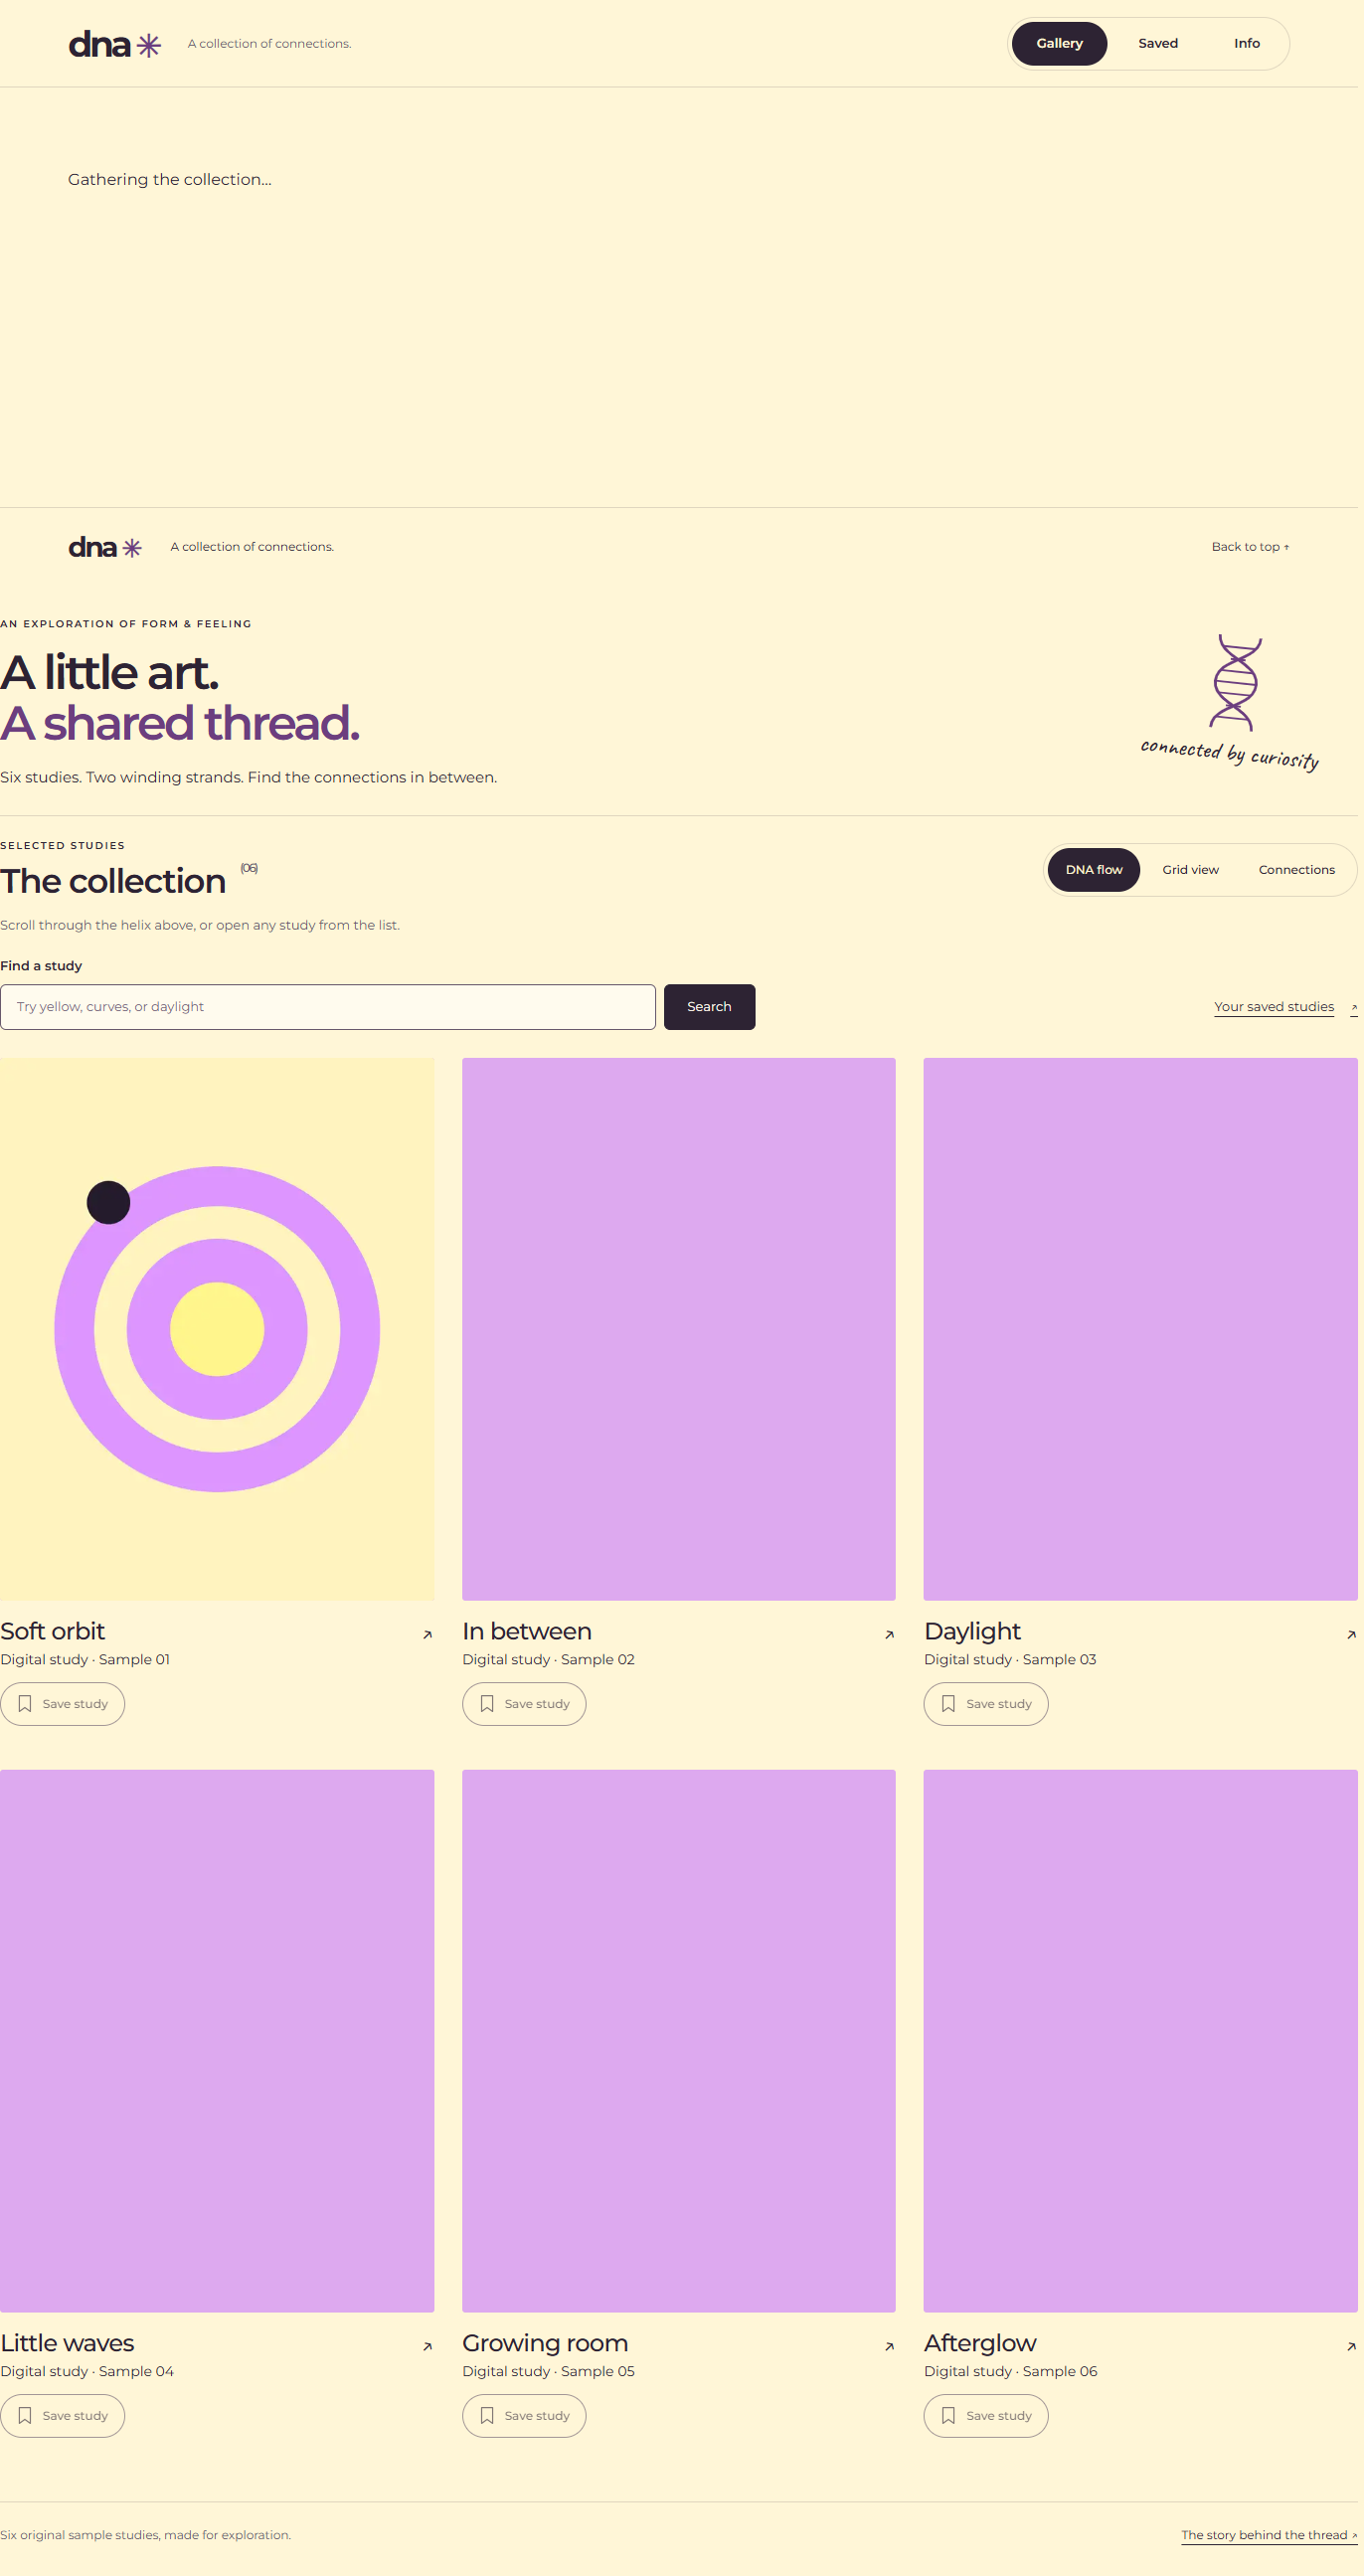 dna
A collection of connections.
Gallery
Saved
Info
Gathering the collection...
dna
A collection of connections.
Back to top ↑
AN EXPLORATION OF FORM & FEELING
A little art.
A shared thread.
Six studies. Two winding strands. Find the connections in between.
connected by curiosity
SELECTED STUDIES
The collection (06)
DNA flow
Grid view
Connections
Scroll through the helix above, or open any study from the list.
Find a study
Try yellow, curves, or daylight
Search
Your saved studies ↗
Soft orbit ↗
Digital study · Sample 01
Save study
In between ↗
Digital study · Sample 02
Save study
Daylight ↗
Digital study · Sample 03
Save study
Little waves ↗
Digital study · Sample 04
Save study
Growing room ↗
Digital study · Sample 05
Save study
Afterglow ↗
Digital study · Sample 06
Save study
Six original sample studies, made for exploration.
The story behind the thread ↗